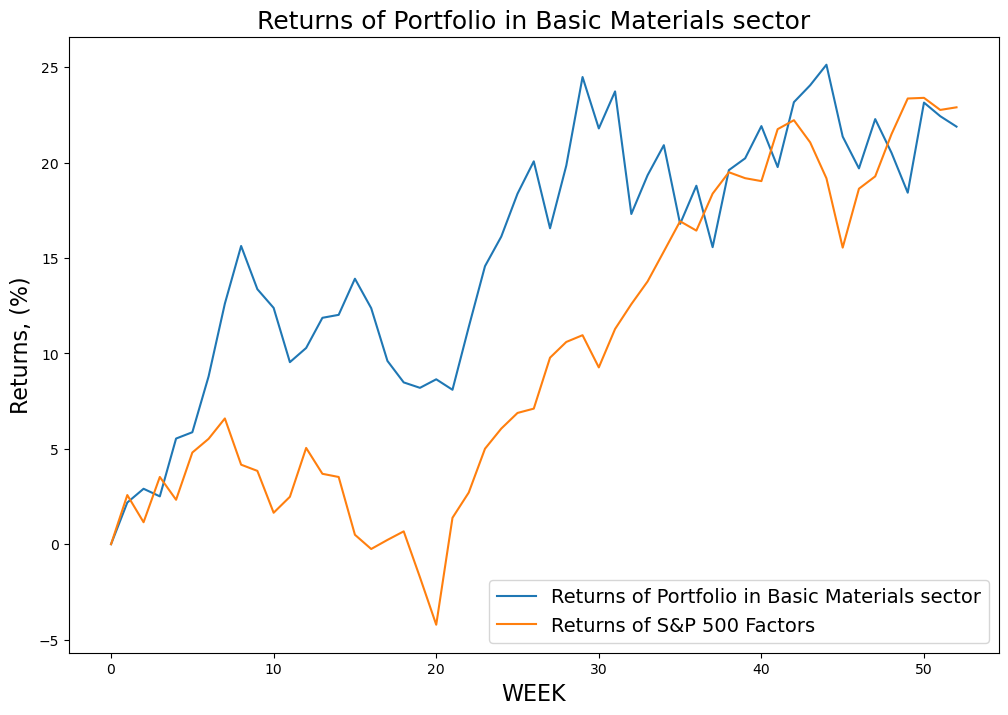 Returns of Portfolio in Basic Materials sector
Returns, (%)
25
20
15
10
5
0
−5
0 10 20 30 40 50
WEEK
Returns of Portfolio in Basic Materials sector
Returns of S&P 500 Factors